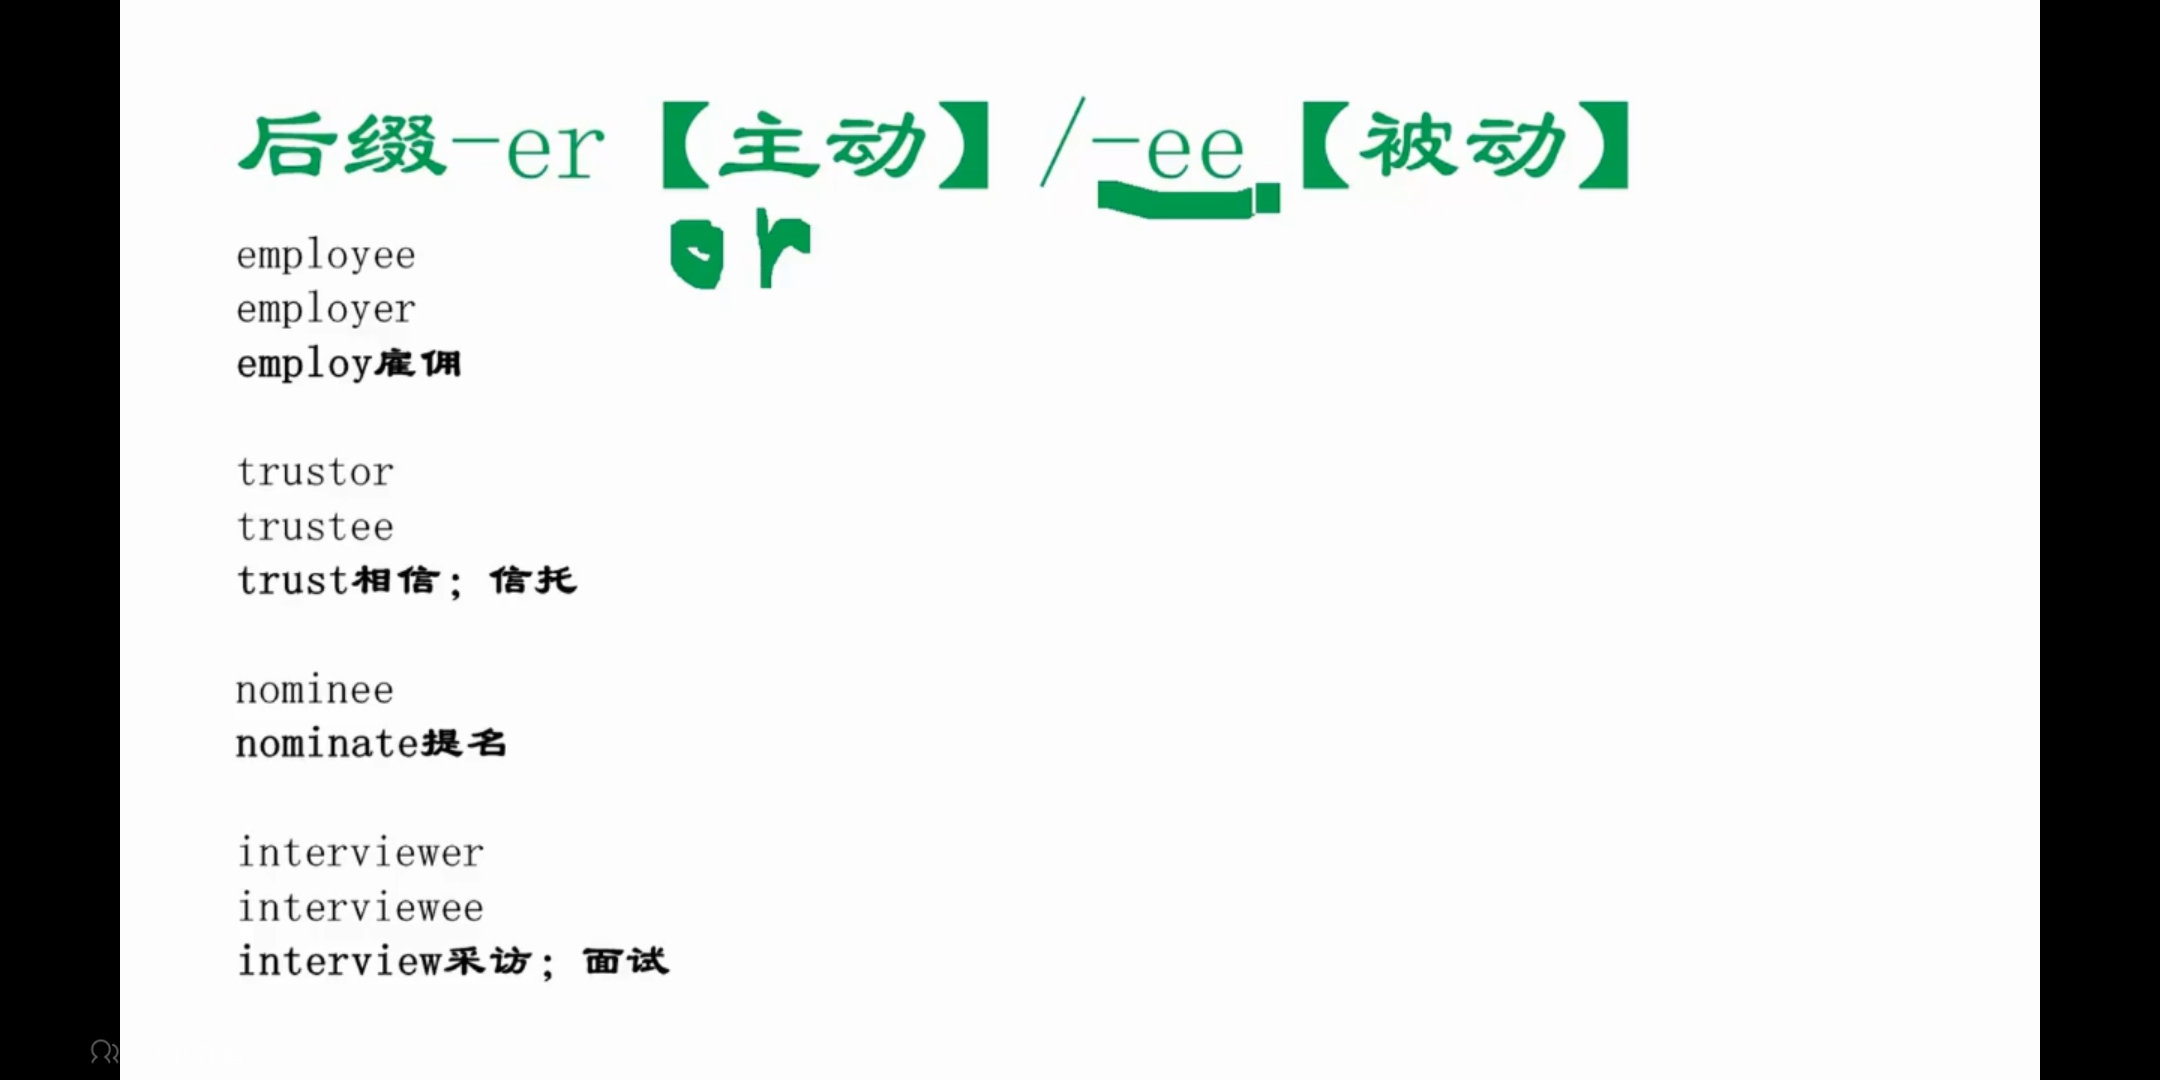 后缀-er【主动】/-ee【被动】
or
employee
employer
employ雇佣
trustor
trustee
trust相信；信托
nominee
nominate提名
interviewer
interviewee
interview采访；面试